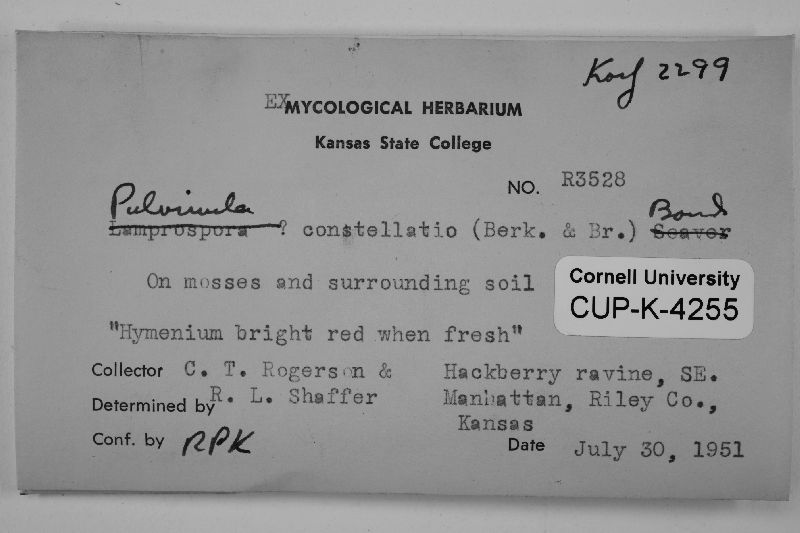 Korf 2299
EX MYCOLOGICAL HERBARIUM
Kansas State College
NO. R3528
Pulvinula Boud
Lamprospora ? constellatio (Berk. & Br.) Seaver
On mosses and surrounding soil
Cornell University
CUP-K-4255
"Hymenium bright red when fresh"
Collector C. T. Rogerson &
Determined by R. L. Shaffer
Conf. by RPK
Hackberry ravine, SE.
Manhattan, Riley Co.,
Kansas
Date July 30, 1951